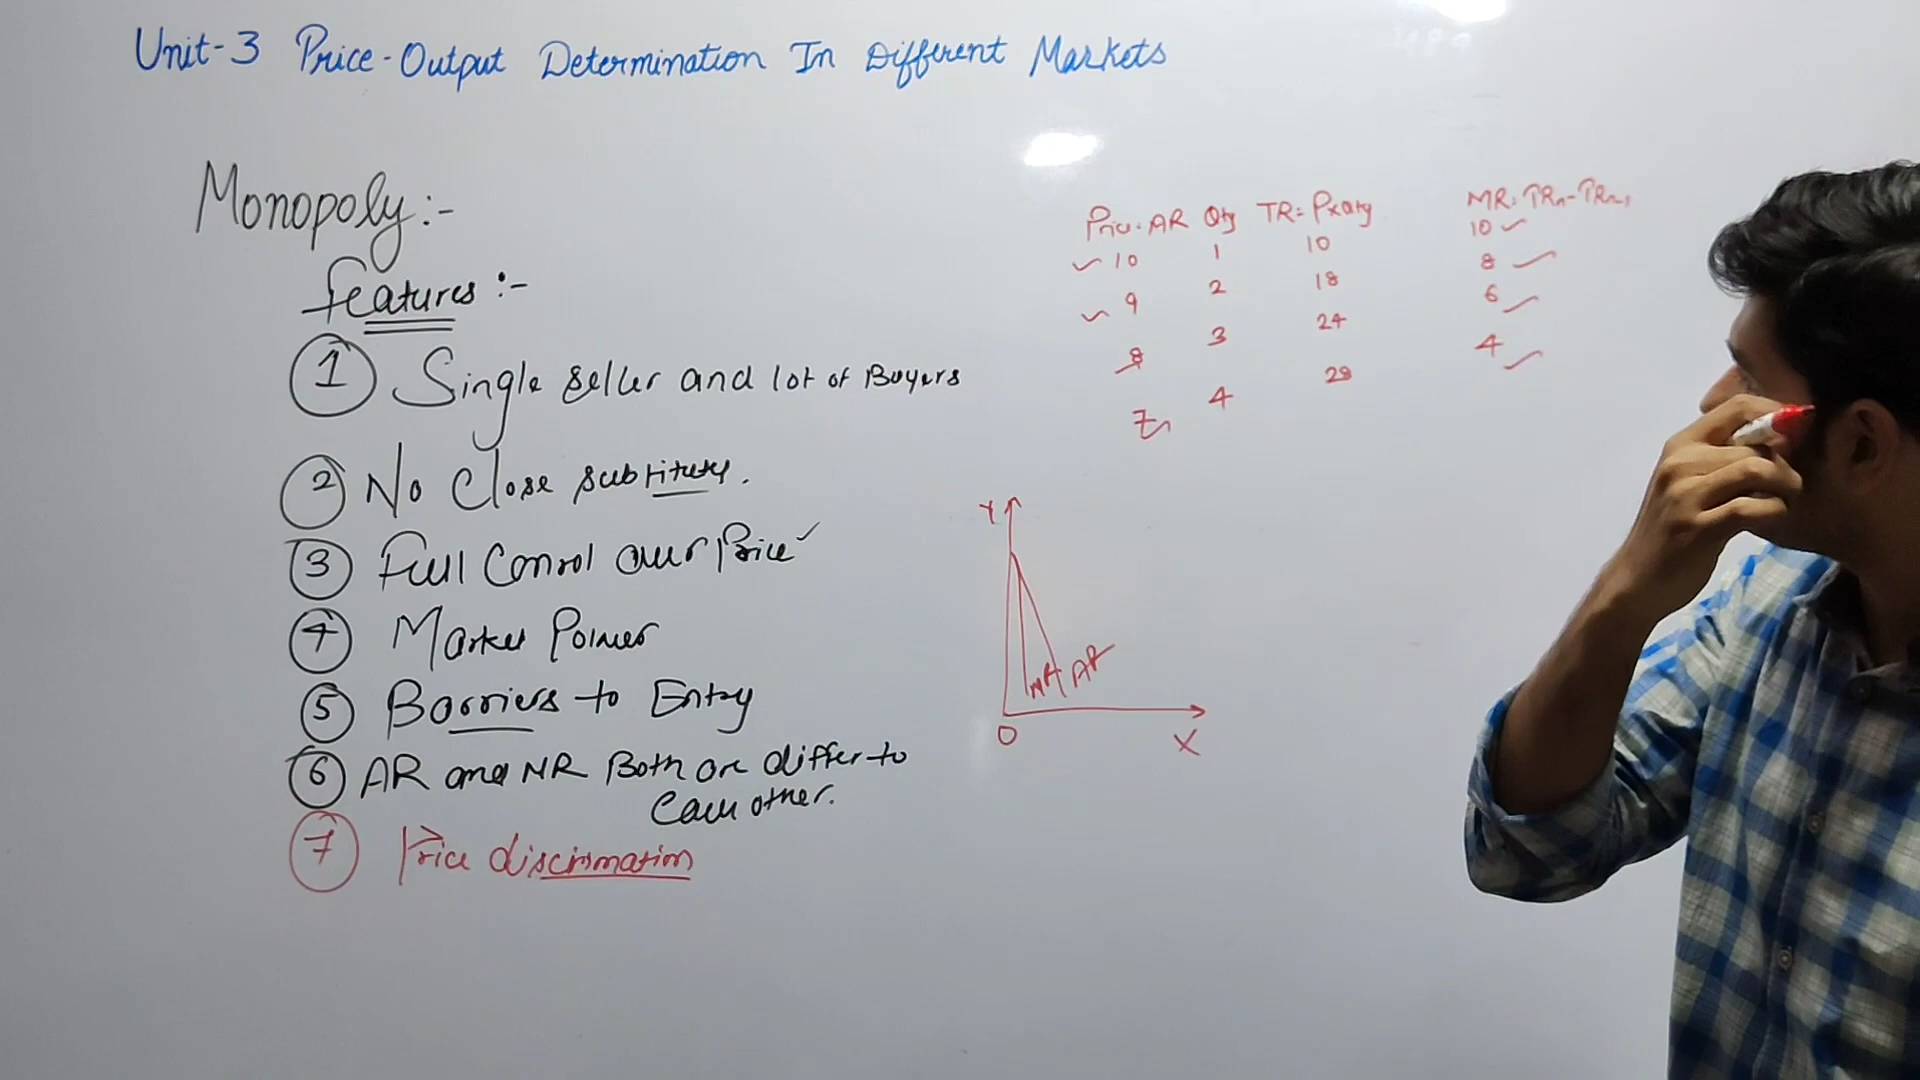 Unit-3 Price-Output Determination In Different Markets
Monopoly:-
features:-
1 Single seller and lot of Buyers
2 No Close substitutes.
3 Full Control over Price
4 Market Power
5 Barriers to Entry
6 AR and MR Both are differ to
Each other.
7 Price discrimation
Price=AR Qty TR=PxQty MR=TRn-TRn-1
10 1 10 10
9 2 18 8
8 3 24 6
7 4 28 4
Y
MR AR
O X